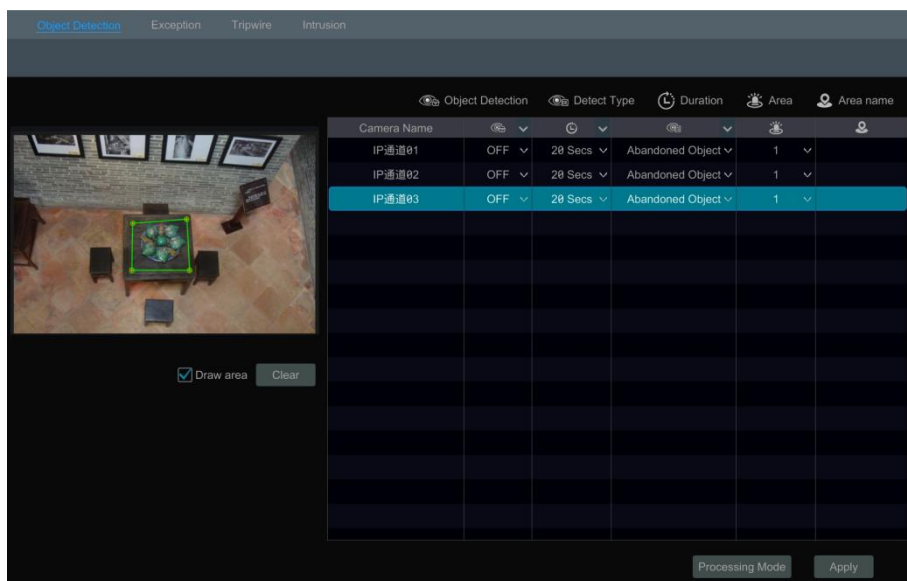 Object Detection Exception Tripwire Intrusion
Object Detection Detect Type Duration Area Area name
Camera Name
IP通道01 OFF 20 Secs Abandoned Object 1
IP通道02 OFF 20 Secs Abandoned Object 1
IP通道03 OFF 20 Secs Abandoned Object 1
Draw area Clear
Processing Mode Apply